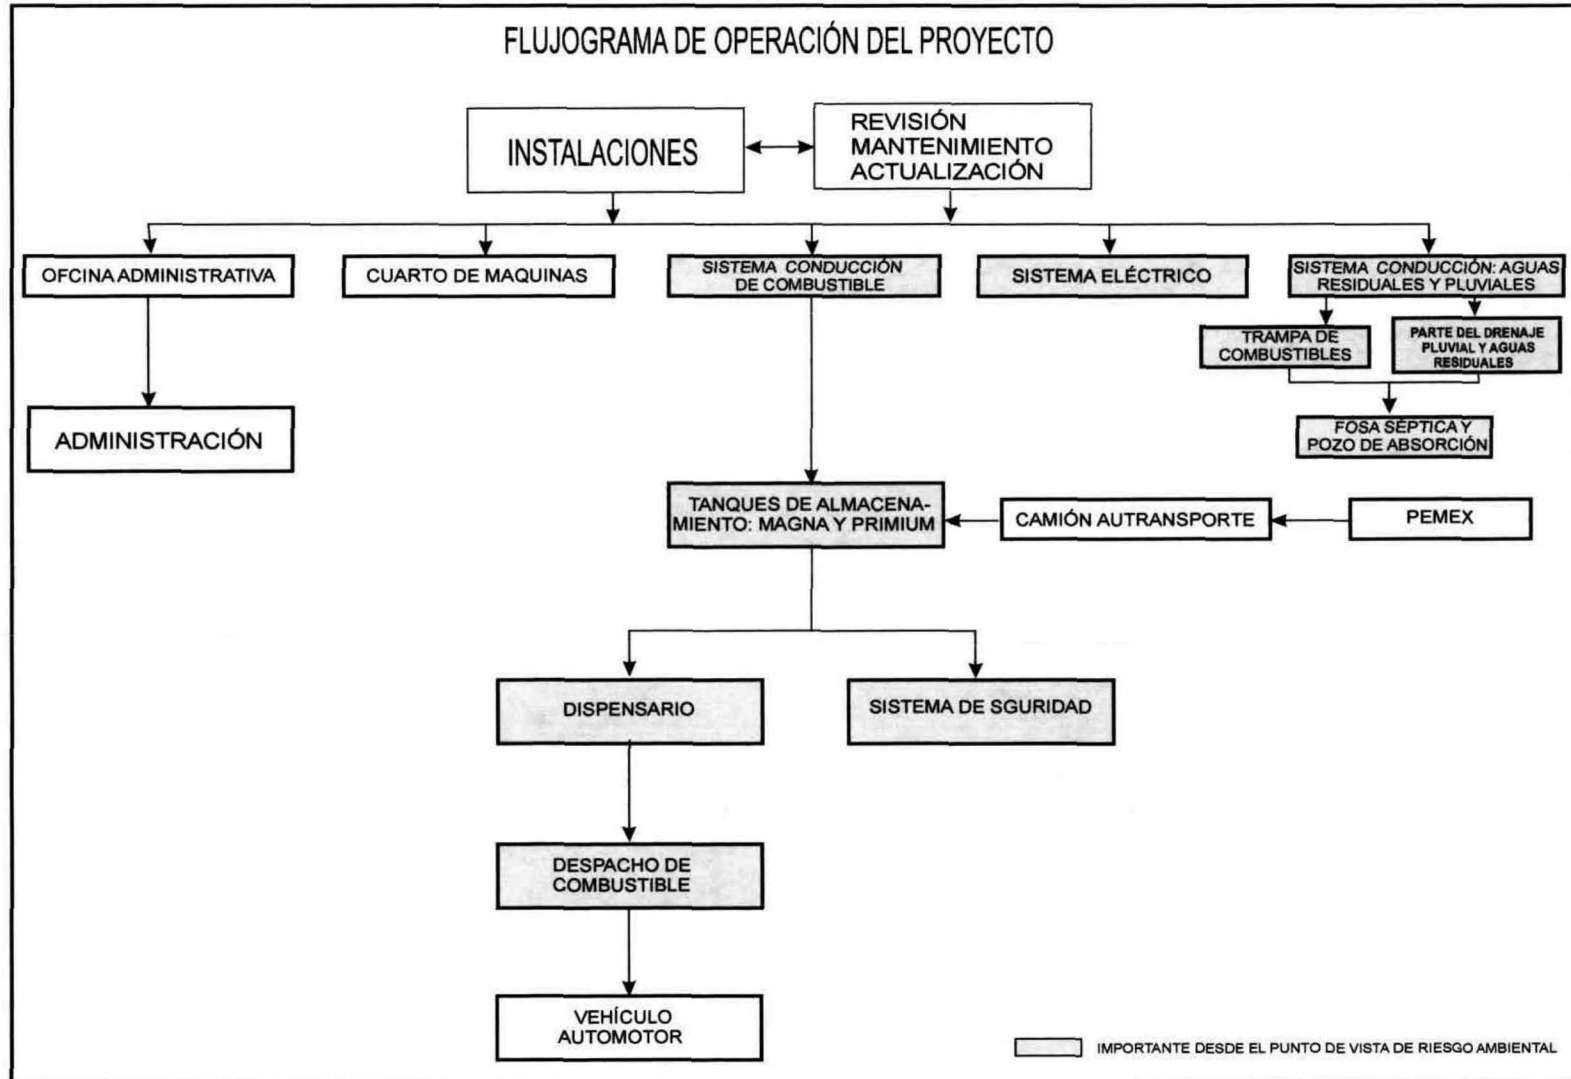 FLUJOGRAMA DE OPERACIÓN DEL PROYECTO
INSTALACIONES
REVISIÓN
MANTENIMIENTO
ACTUALIZACIÓN
OFCINA ADMINISTRATIVA
CUARTO DE MAQUINAS
SISTEMA CONDUCCIÓN
DE COMBUSTIBLE
SISTEMA ELÉCTRICO
SISTEMA CONDUCCIÓN: AGUAS
RESIDUALES Y PLUVIALES
TRAMPA DE
COMBUSTIBLES
PARTE DEL DRENAJE
PLUVIAL Y AGUAS
RESIDUALES
ADMINISTRACIÓN
FOSA SÉPTICA Y
POZO DE ABSORCIÓN
TANQUES DE ALMACENA-
MIENTO: MAGNA Y PRIMIUM
CAMIÓN AUTRANSPORTE
PEMEX
DISPENSARIO
SISTEMA DE SGURIDAD
DESPACHO DE
COMBUSTIBLE
VEHÍCULO
AUTOMOTOR
IMPORTANTE DESDE EL PUNTO DE VISTA DE RIESGO AMBIENTAL